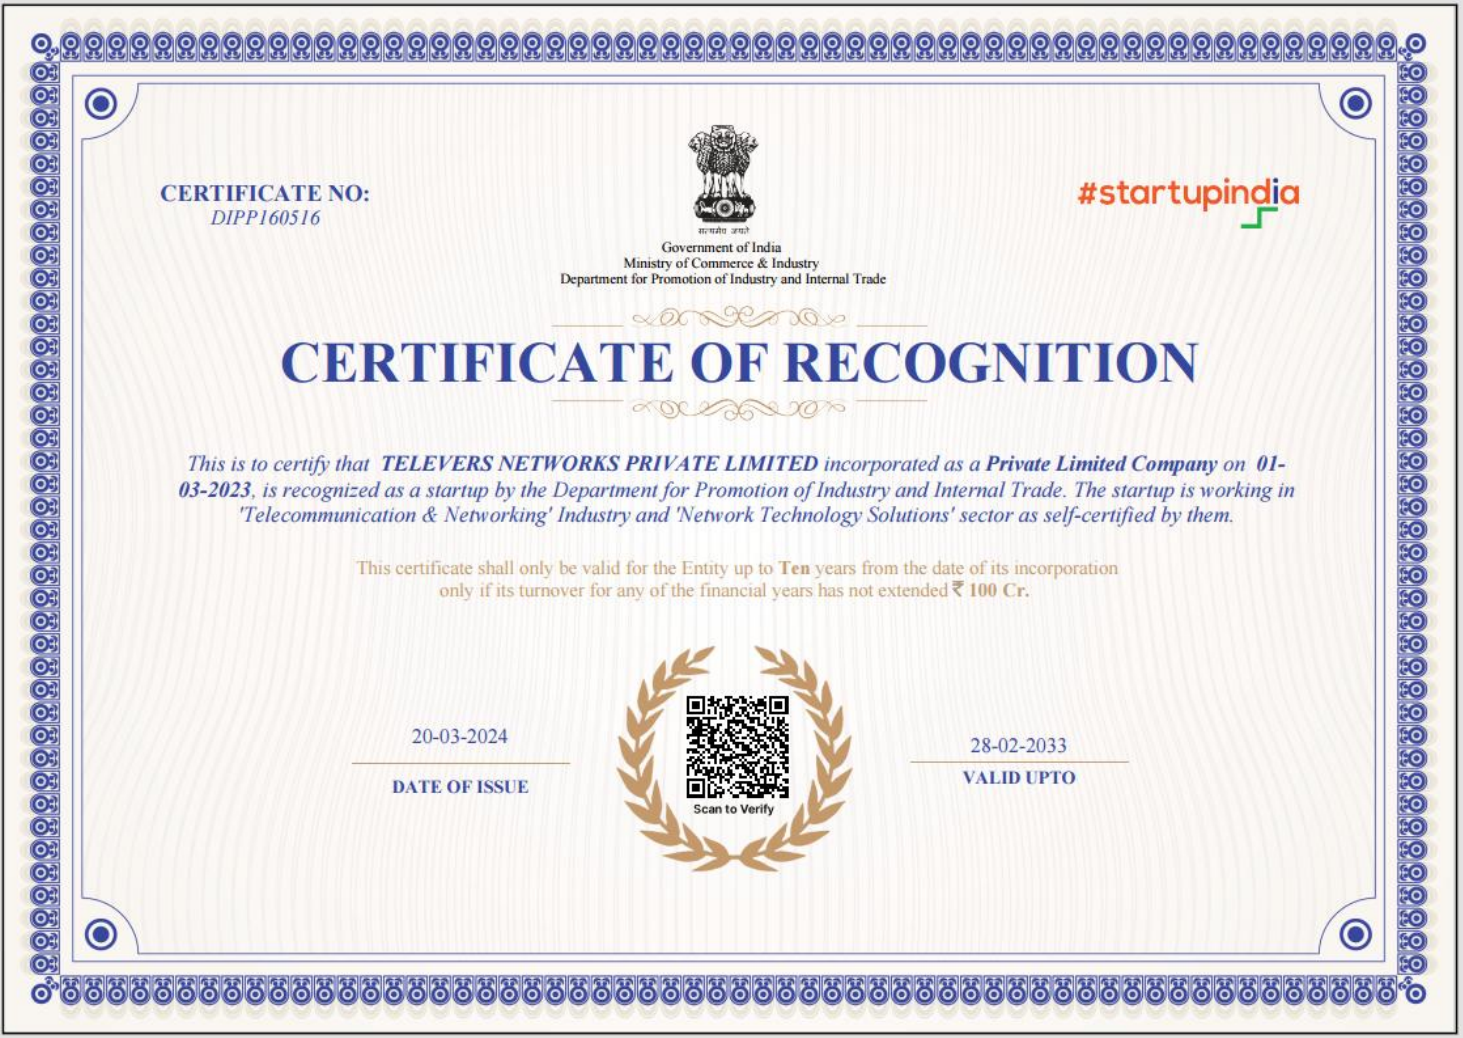 CERTIFICATE NO:
DIPP160516
सत्यमेव जयते
#startupindia
Government of India
Ministry of Commerce & Industry
Department for Promotion of Industry and Internal Trade
CERTIFICATE OF RECOGNITION
This is to certify that TELEVERS NETWORKS PRIVATE LIMITED incorporated as a Private Limited Company on 01-
03-2023, is recognized as a startup by the Department for Promotion of Industry and Internal Trade. The startup is working in
'Telecommunication & Networking' Industry and 'Network Technology Solutions' sector as self-certified by them.
This certificate shall only be valid for the Entity up to Ten years from the date of its incorporation
only if its turnover for any of the financial years has not extended ₹ 100 Cr.
20-03-2024
DATE OF ISSUE
Scan to Verify
28-02-2033
VALID UPTO